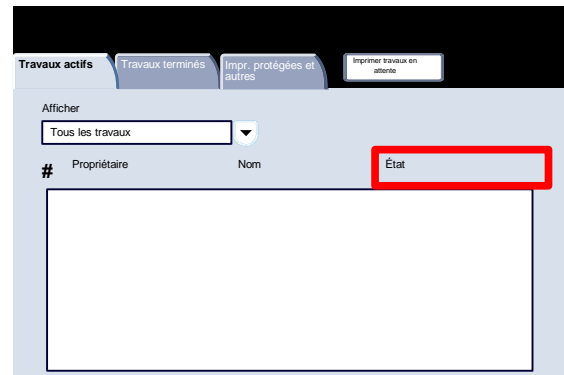 Travaux actifs
Travaux terminés
Impr. protégées et
autres
Imprimer travaux en
attente
Afficher
Tous les travaux
# Propriétaire Nom État